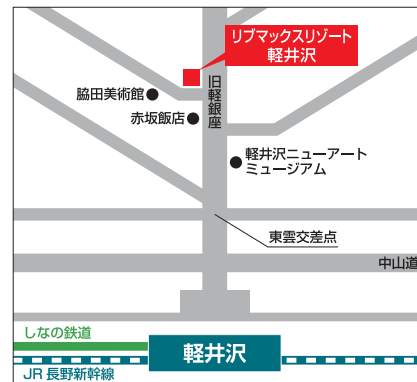 リブマックスリゾート
軽井沢
脇田美術館
旧軽銀座
赤坂飯店
軽井沢ニューアート
ミュージアム
東雲交差点
中山道
しなの鉄道
軽井沢
JR 長野新幹線